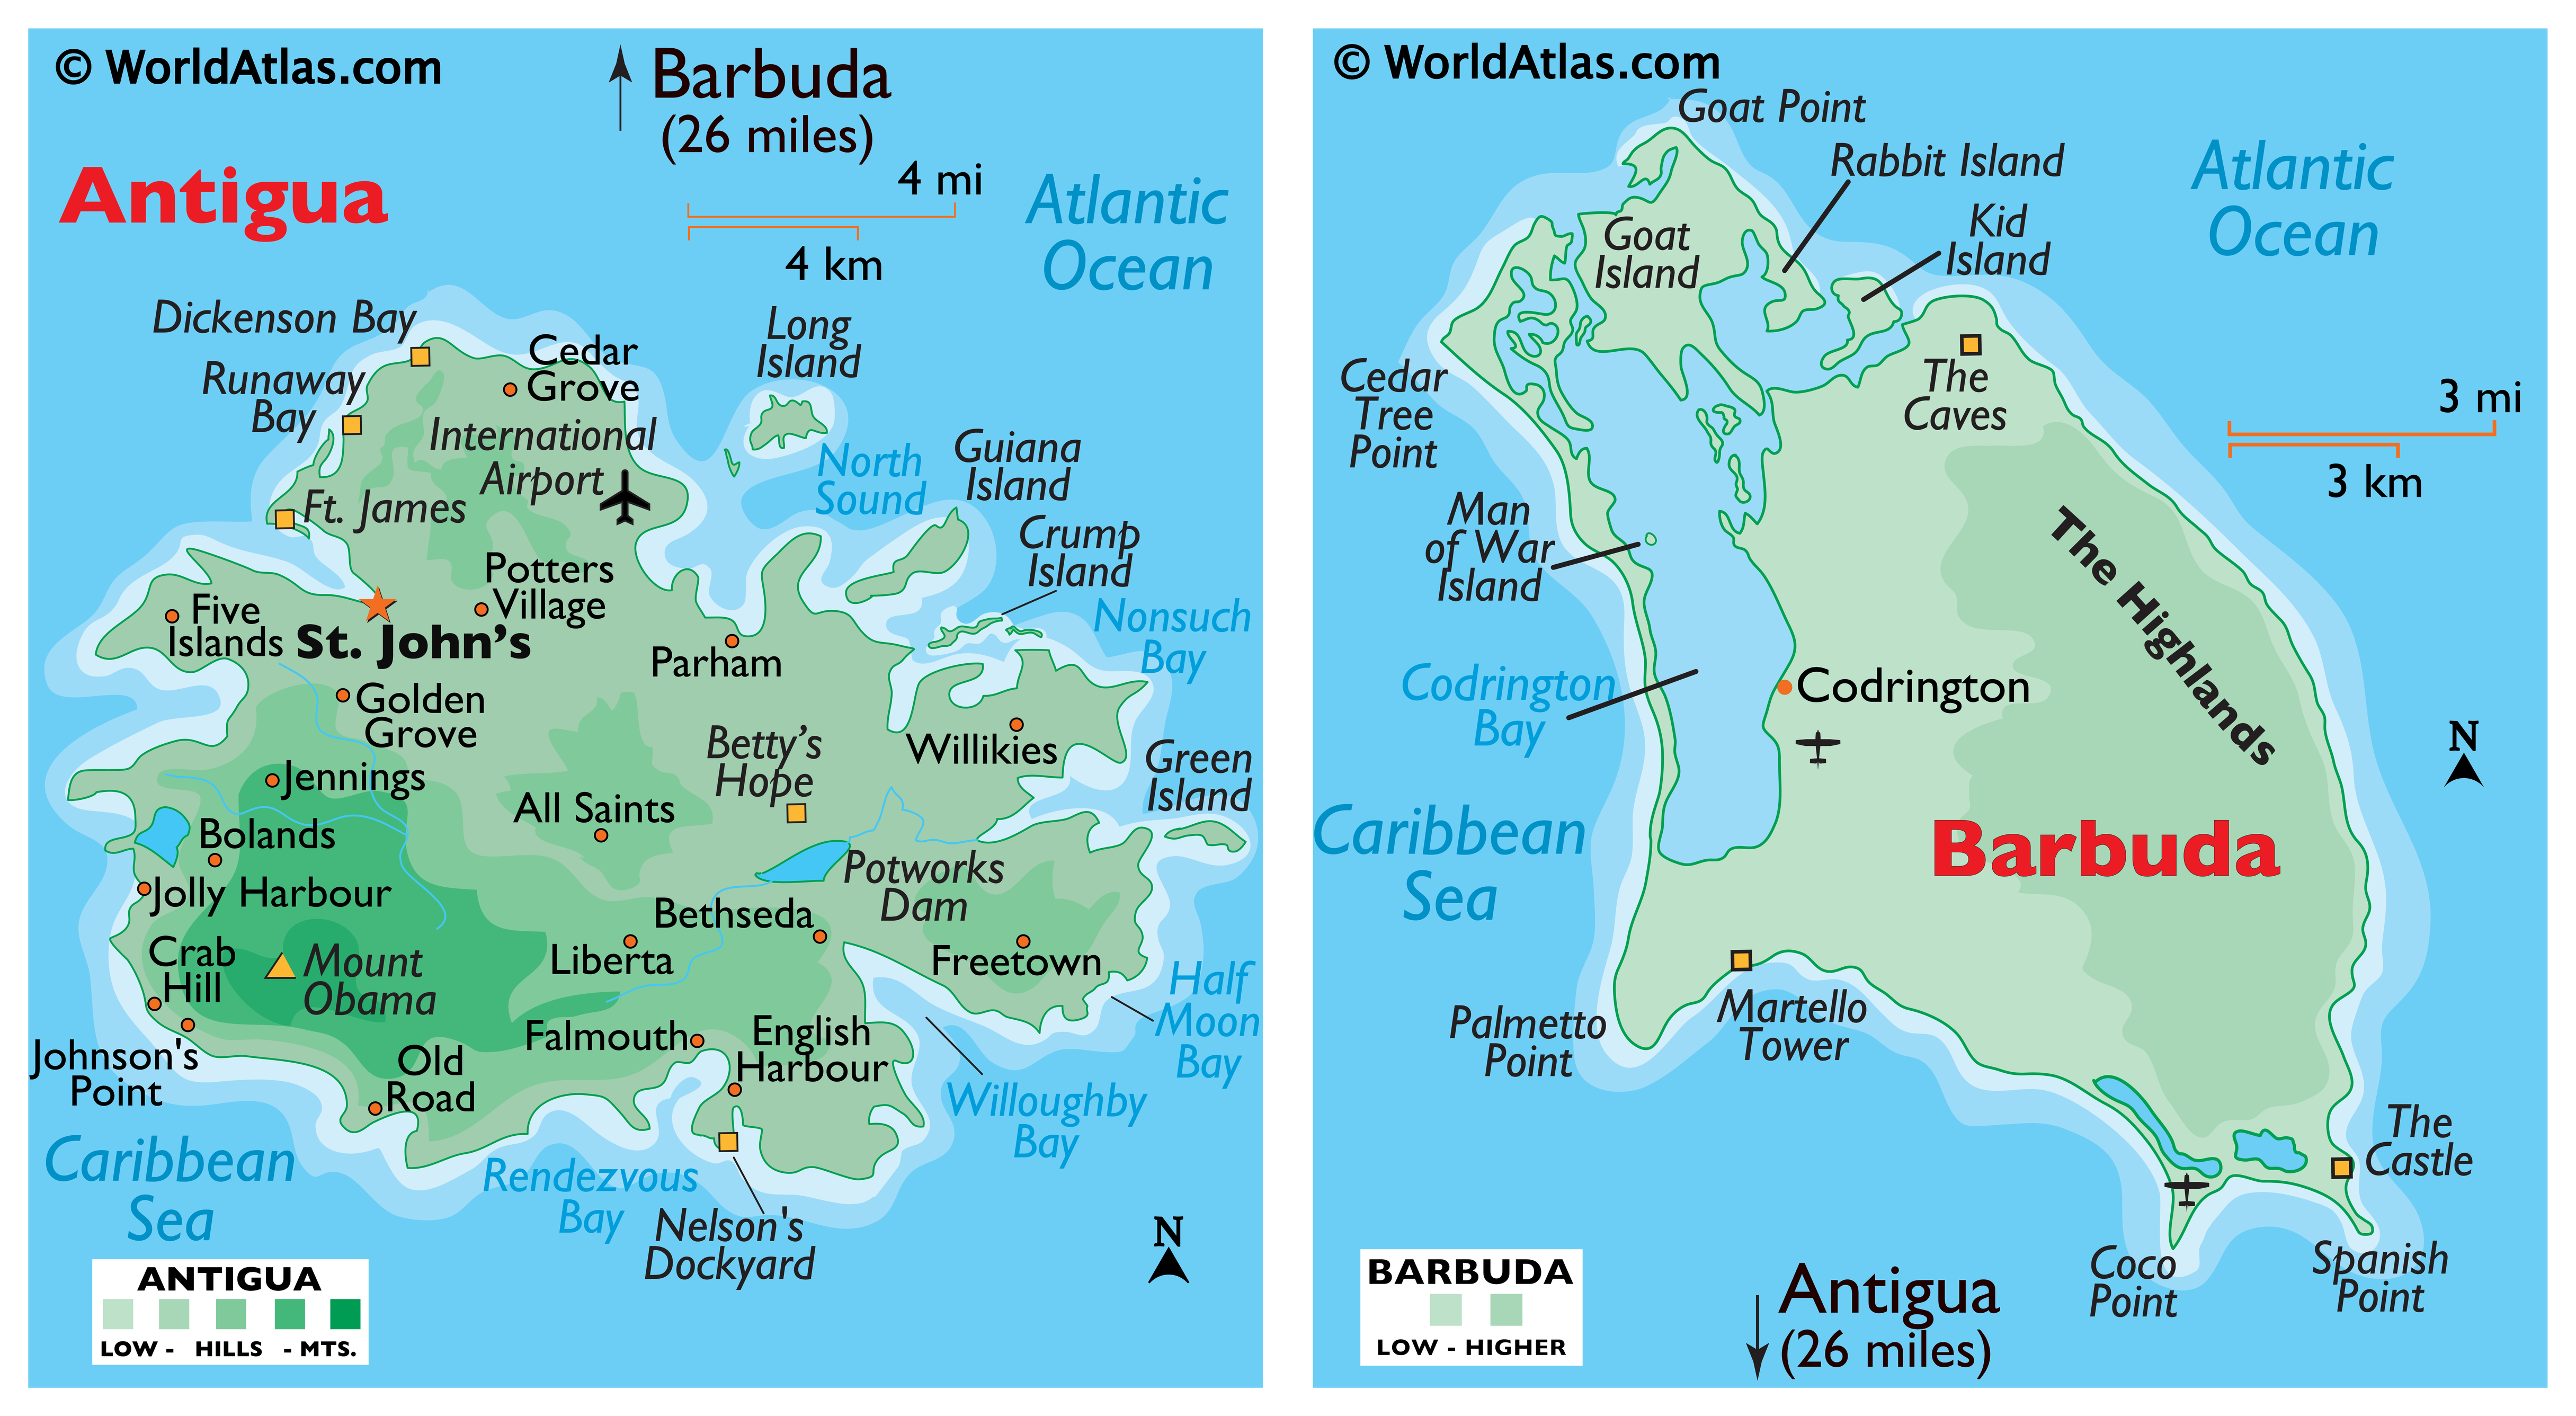 © WorldAtlas.com
Barbuda
(26 miles)
Antigua
4 mi
4 km
Atlantic
Ocean
Dickenson Bay
Runaway
Bay
Cedar
Grove
Long
Island
International
Airport
North
Sound
Guiana
Island
Ft. James
Crump
Island
Potters
Village
Five
Islands
St. John's
Nonsuch
Bay
Parham
Golden
Grove
Betty's
Hope
Willikies
Green
Island
Jennings
All Saints
Bolands
Potworks
Dam
Jolly Harbour
Bethseda
Crab
Hill
Mount
Obama
Liberta
Freetown
Half
Moon
Bay
Falmouth
English
Harbour
Johnson's
Point
Old
Road
Willoughby
Bay
Caribbean
Sea
Rendezvous
Bay
Nelson's
Dockyard
N
ANTIGUA
LOW - HILLS - MTS.
© WorldAtlas.com
Goat Point
Rabbit Island
Atlantic
Ocean
Kid
Island
Goat
Island
Cedar
Tree
Point
The
Caves
3 mi
3 km
Man
of War
Island
The Highlands
Codrington
Bay
Codrington
N
Caribbean
Sea
Barbuda
Palmetto
Point
Martello
Tower
The
Castle
Coco
Point
Spanish
Point
Antigua
(26 miles)
BARBUDA
LOW - HIGHER